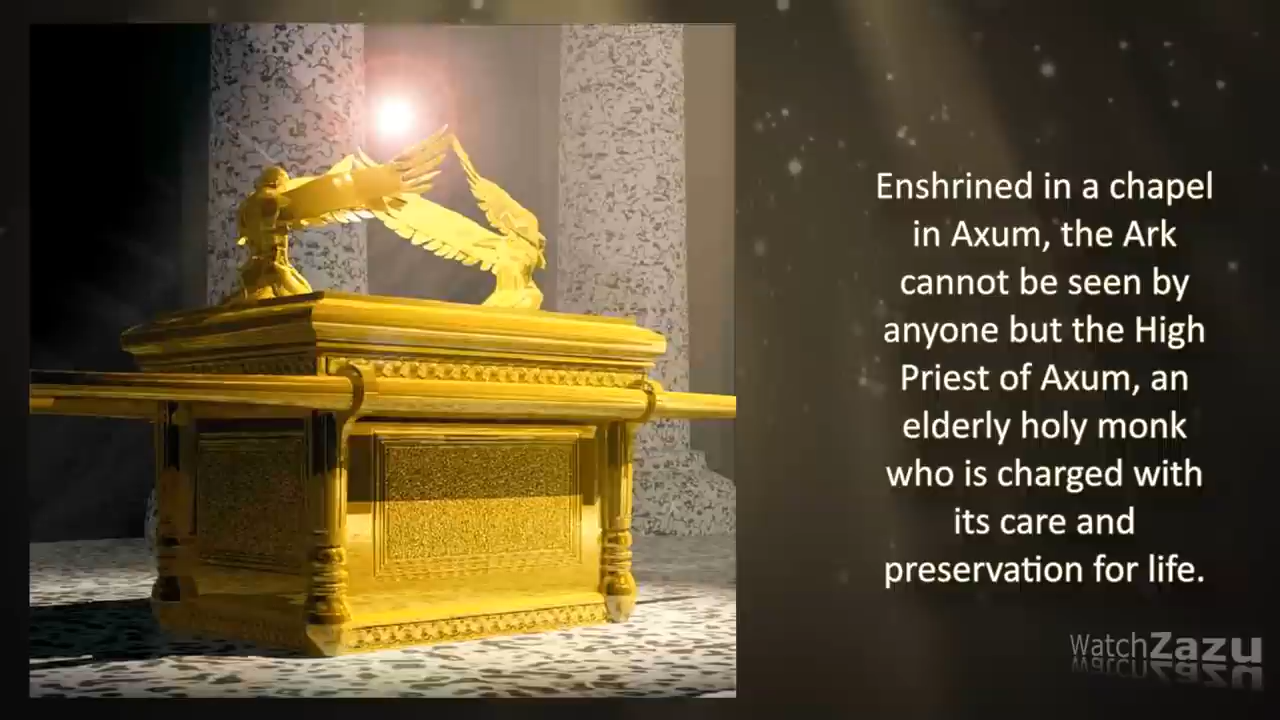 Enshrined in a chapel
in Axum, the Ark
cannot be seen by
anyone but the High
Priest of Axum, an
elderly holy monk
who is charged with
its care and
preservation for life.
WatchZazu